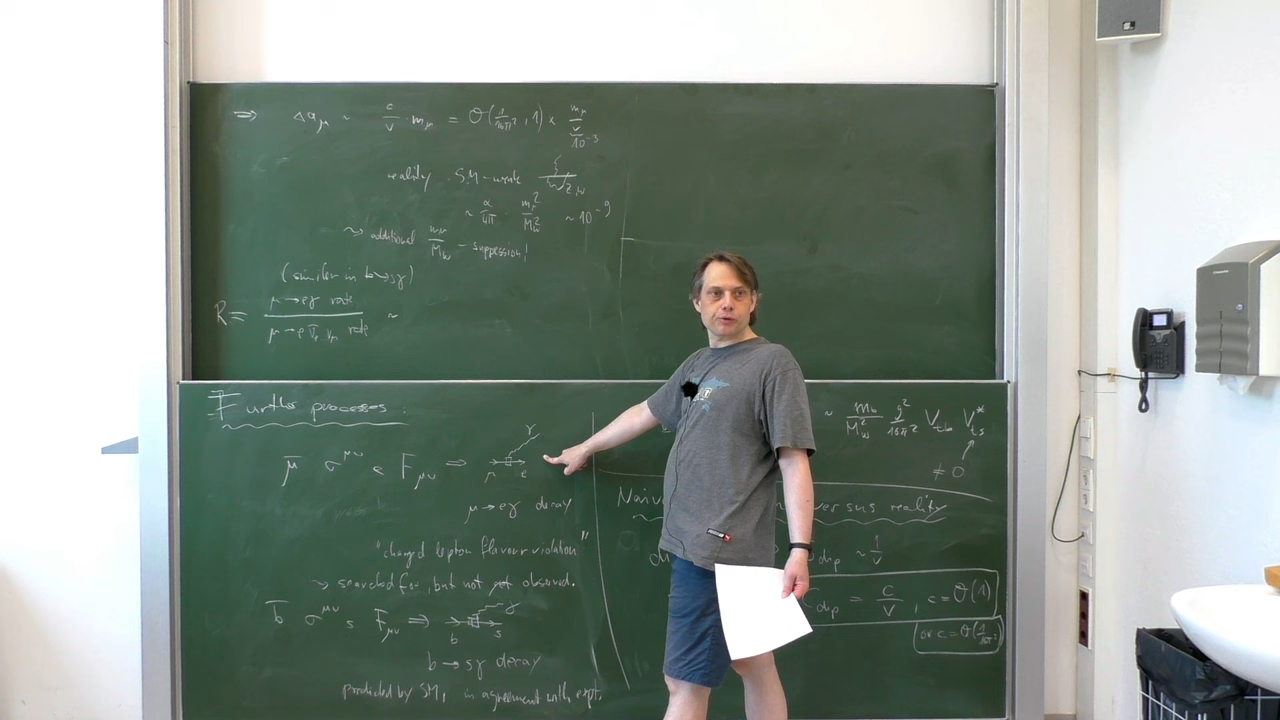 ⇒ Δa_μ ~ c/v · m_μ = O(1/16π², 1) × m_μ/v
10⁻³
reality : SM-weak Z,W
~ α/4π · m_μ²/M_W² ~ 10⁻⁹
⤳ additional m_μ/M_W - suppression!
(similar in b→sγ)
R = μ→eγ rate / μ→e ν̄_e ν_μ rate ~
Further processes.
μ̄ σ^μν e F_μν ⇒ μ e γ
μ→eγ decay
"charged lepton flavour violation"
⤳ searched for, but not yet observed.
b̄ σ^μν s F_μν ⇒ b s γ
b→sγ decay
predicted by SM, in agreement with expt.
~ m_b/M_W² g²/16π² V_tb V_ts*
≠0
Naive versus reality
dip ~ 1/v
C_dip = c/v , c = O(1)
or c = O(1/16π²)